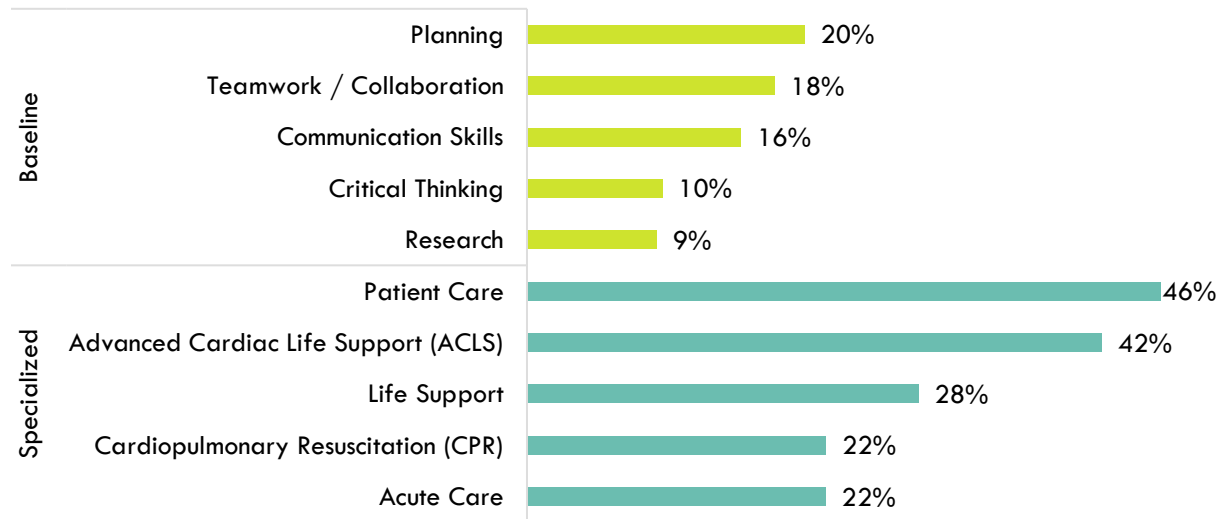 Baseline
Planning 20%
Teamwork / Collaboration 18%
Communication Skills 16%
Critical Thinking 10%
Research 9%
Specialized
Patient Care 46%
Advanced Cardiac Life Support (ACLS) 42%
Life Support 28%
Cardiopulmonary Resuscitation (CPR) 22%
Acute Care 22%